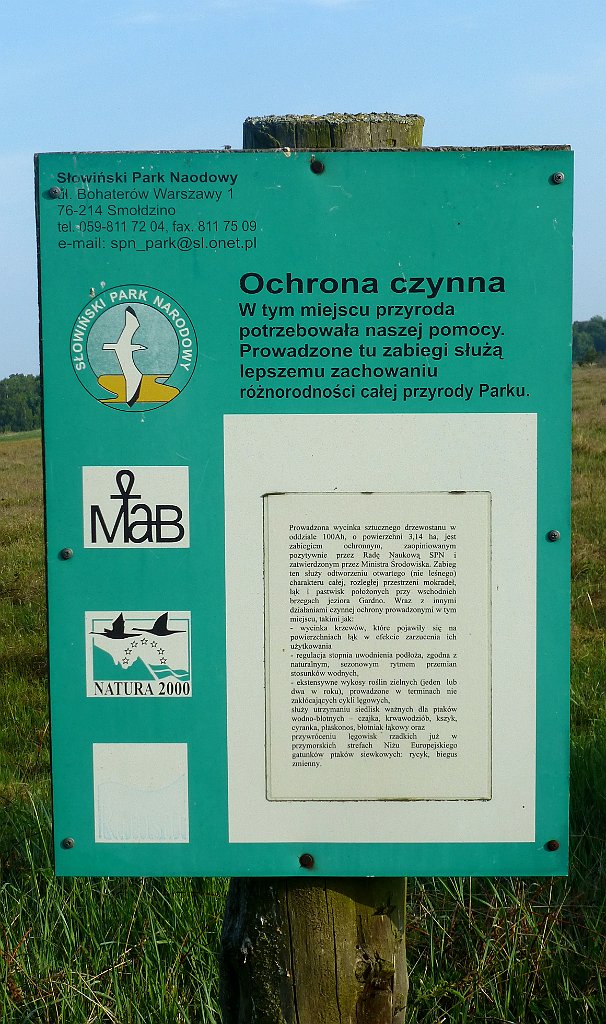 Słowiński Park Naodowy
ul. Bohaterów Warszawy 1
76-214 Smołdzino
tel. 059-811 72 04, fax. 811 75 09
e-mail: spn_park@sl.onet.pl
SŁOWIŃSKI PARK NARODOWY
Ochrona czynna
W tym miejscu przyroda
potrzebowała naszej pomocy.
Prowadzone tu zabiegi służą
lepszemu zachowaniu
różnorodności całej przyrody Parku.
MaB
NATURA 2000
Prowadzona wycinka sztucznego drzewostanu w
oddziale 100Ah, o powierzchni 3,14 ha, jest
zabiegiem ochronnym, zaopiniowanym
pozytywnie przez Radę Naukową SPN i
zatwierdzonym przez Ministra Środowiska. Zabieg
ten służy odtworzeniu otwartego (nie leśnego)
charakteru całej, rozległej przestrzeni mokradeł,
łąk i pastwisk położonych przy wschodnich
brzegach jeziora Gardno. Wraz z innymi
działaniami czynnej ochrony prowadzonymi w tym
miejscu, takimi jak:
- wycinka krzewów, które pojawiły się na
powierzchniach łąk w efekcie zarzucenia ich
użytkowania
- regulacja stopnia uwodnienia podłoża, zgodna z
naturalnym, sezonowym rytmem przemian
stosunków wodnych,
- ekstensywne wykosy roślin zielnych (jeden lub
dwa w roku), prowadzone w terminach nie
zakłócających cykli lęgowych,
służy utrzymaniu siedlisk ważnych dla ptaków
wodno-błotnych – czajka, krwawodziób, kszyk,
cyranka, płaskonos, błotniak łąkowy oraz
przywróceniu lęgowisk rzadkich już w
przymorskich strefach Niżu Europejskiego
gatunków ptaków siewkowych: rycyk, biegus
zmienny.